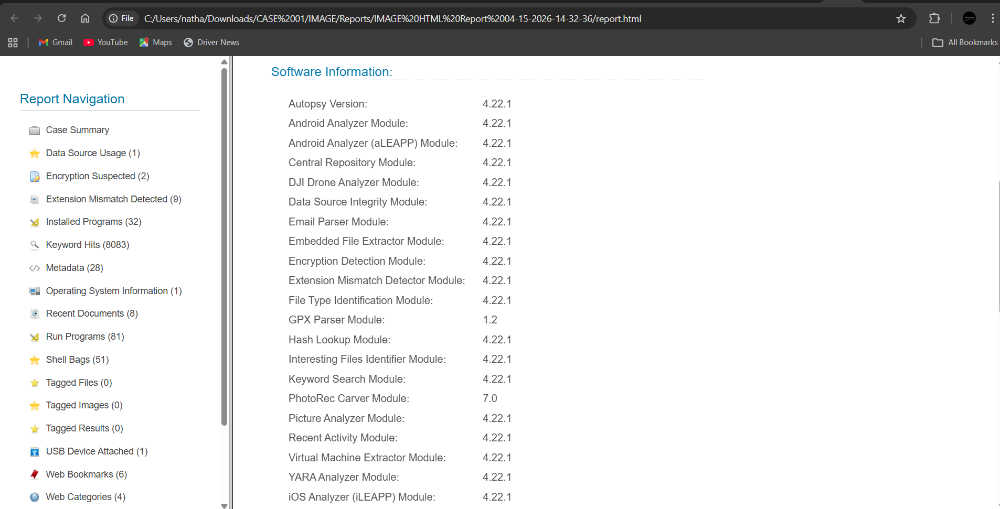 File C:/Users/natha/Downloads/CASE%2001/IMAGE/Reports/IMAGE%20HTML%20Report%2004-15-2026-14-32-36/report.html
Gmail YouTube Maps Driver News All Bookmarks
Report Navigation
Case Summary
Data Source Usage (1)
Encryption Suspected (2)
Extension Mismatch Detected (9)
Installed Programs (32)
Keyword Hits (8083)
Metadata (28)
Operating System Information (1)
Recent Documents (8)
Run Programs (81)
Shell Bags (51)
Tagged Files (0)
Tagged Images (0)
Tagged Results (0)
USB Device Attached (1)
Web Bookmarks (6)
Web Categories (4)
Software Information:
Autopsy Version: 4.22.1
Android Analyzer Module: 4.22.1
Android Analyzer (aLEAPP) Module: 4.22.1
Central Repository Module: 4.22.1
DJI Drone Analyzer Module: 4.22.1
Data Source Integrity Module: 4.22.1
Email Parser Module: 4.22.1
Embedded File Extractor Module: 4.22.1
Encryption Detection Module: 4.22.1
Extension Mismatch Detector Module: 4.22.1
File Type Identification Module: 4.22.1
GPX Parser Module: 1.2
Hash Lookup Module: 4.22.1
Interesting Files Identifier Module: 4.22.1
Keyword Search Module: 4.22.1
PhotoRec Carver Module: 7.0
Picture Analyzer Module: 4.22.1
Recent Activity Module: 4.22.1
Virtual Machine Extractor Module: 4.22.1
YARA Analyzer Module: 4.22.1
iOS Analyzer (iLEAPP) Module: 4.22.1